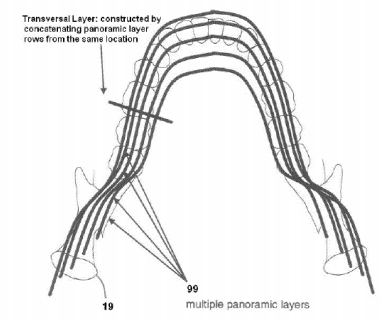 Transversal Layer: constructed by
concatenating panoramic layer
rows from the same location
99
19
multiple panoramic layers